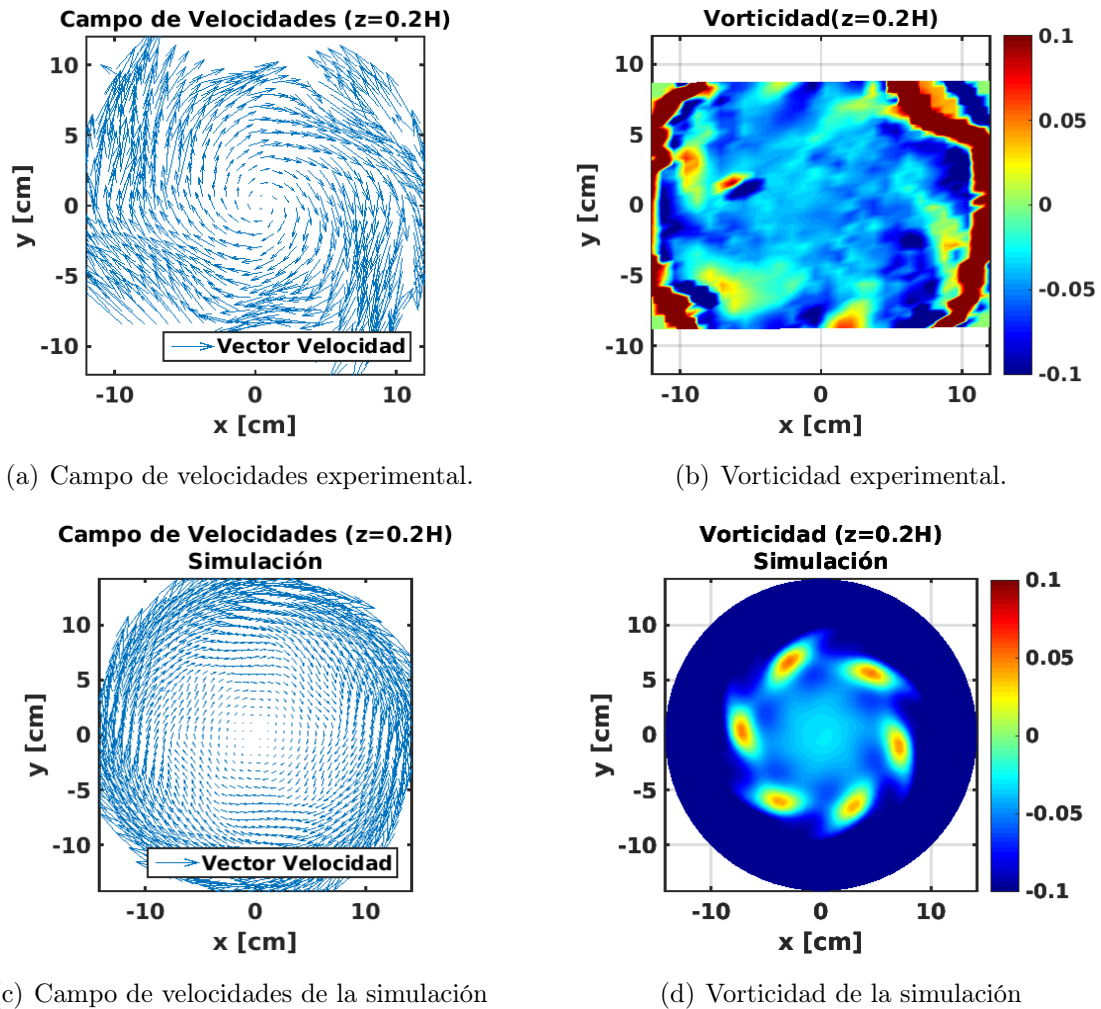 Campo de Velocidades (z=0.2H)
10
5
0
-5
-10
y [cm]
Vector Velocidad
-10 0 10
x [cm]
Vorticidad(z=0.2H)
10
5
0
-5
-10
y [cm]
-10 0 10
x [cm]
0.1
0.05
0
-0.05
-0.1
(a) Campo de velocidades experimental.
(b) Vorticidad experimental.
Campo de Velocidades (z=0.2H)
Simulación
10
5
0
-5
-10
y [cm]
Vector Velocidad
-10 0 10
x [cm]
Vorticidad (z=0.2H)
Simulación
10
5
0
-5
-10
y [cm]
-10 0 10
x [cm]
0.1
0.05
0
-0.05
-0.1
c) Campo de velocidades de la simulación
(d) Vorticidad de la simulación